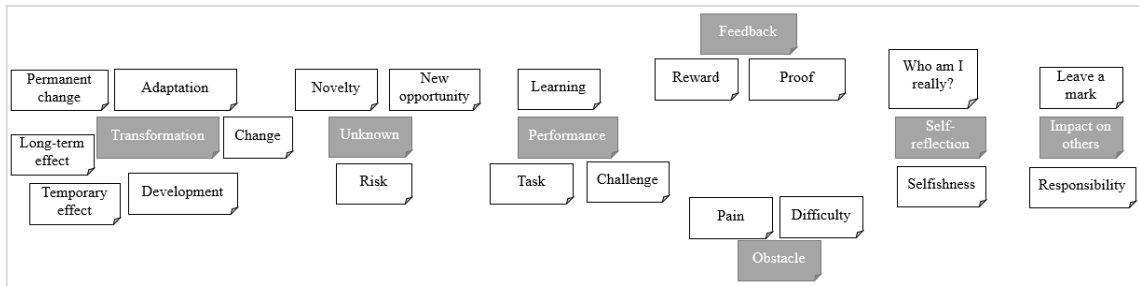 Permanent
change
Adaptation
Long-term
effect
Transformation
Change
Temporary
effect
Development
Novelty
New
opportunity
Unknown
Risk
Learning
Performance
Task
Challenge
Feedback
Reward
Proof
Pain
Difficulty
Obstacle
Who am I
really?
Self-
reflection
Selfishness
Leave a
mark
Impact on
others
Responsibility